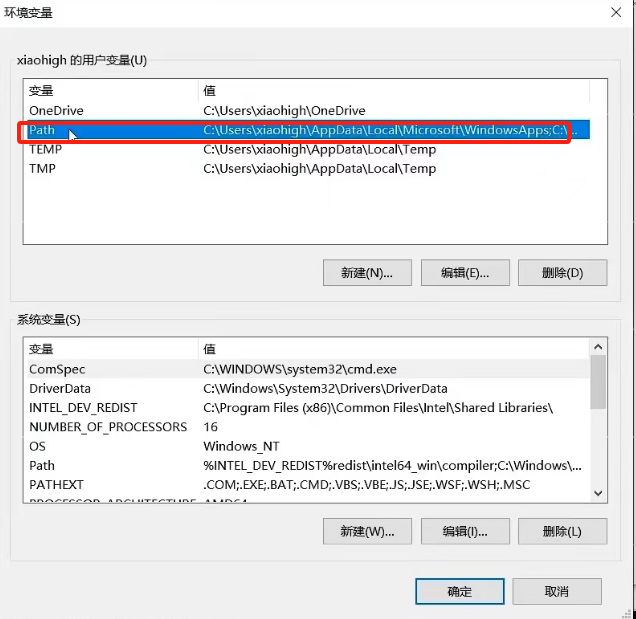 环境变量
xiaohigh 的用户变量(U)
变量 值
OneDrive C:\Users\xiaohigh\OneDrive
Path C:\Users\xiaohigh\AppData\Local\Microsoft\WindowsApps;C:\...
TEMP C:\Users\xiaohigh\AppData\Local\Temp
TMP C:\Users\xiaohigh\AppData\Local\Temp
新建(N)... 编辑(E)... 删除(D)
系统变量(S)
变量 值
ComSpec C:\WINDOWS\system32\cmd.exe
DriverData C:\Windows\System32\Drivers\DriverData
INTEL_DEV_REDIST C:\Program Files (x86)\Common Files\Intel\Shared Libraries\
NUMBER_OF_PROCESSORS 16
OS Windows_NT
Path %INTEL_DEV_REDIST%redist\intel64_win\compiler;C:\Windows\...
PATHEXT .COM;.EXE;.BAT;.CMD;.VBS;.VBE;.JS;.JSE;.WSF;.WSH;.MSC
PROCESSOR_ARCHITECTURE AMD64
新建(W)... 编辑(I)... 删除(L)
确定 取消